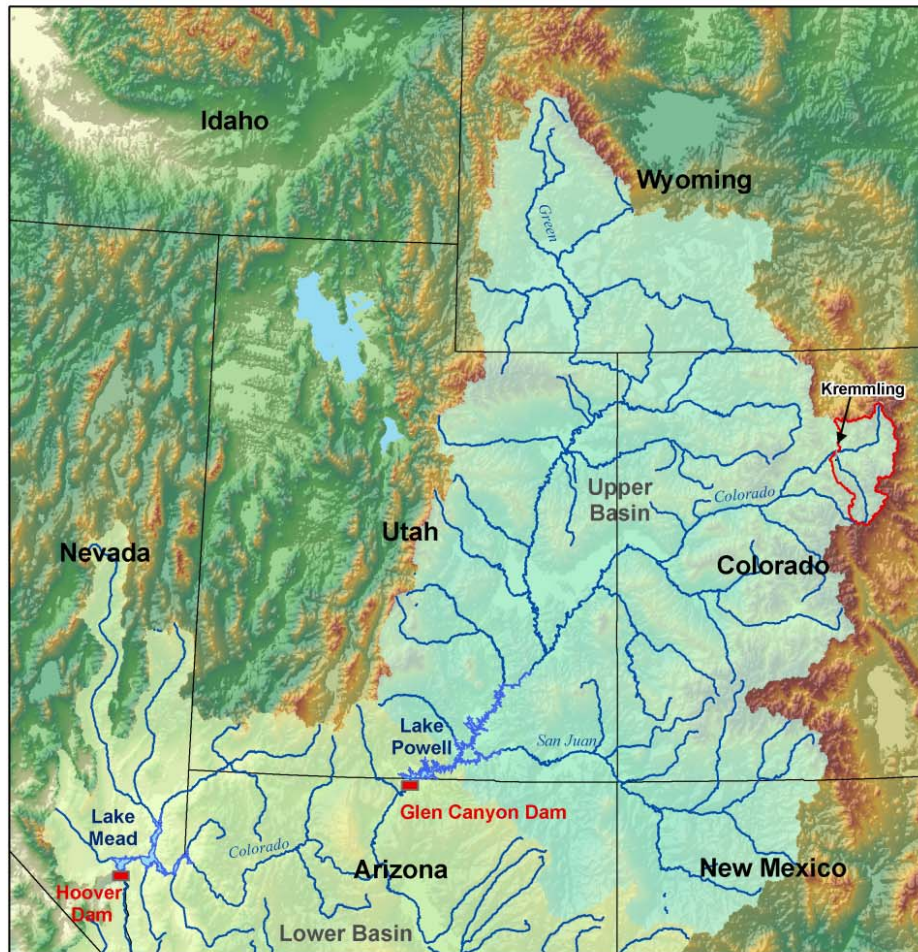 Idaho
Wyoming
Green
Kremmling
Upper
Basin
Colorado
Utah
Nevada
Colorado
Lake
Powell
San Juan
Glen Canyon Dam
Lake
Mead
Colorado
Arizona
New Mexico
Hoover
Dam
Lower Basin